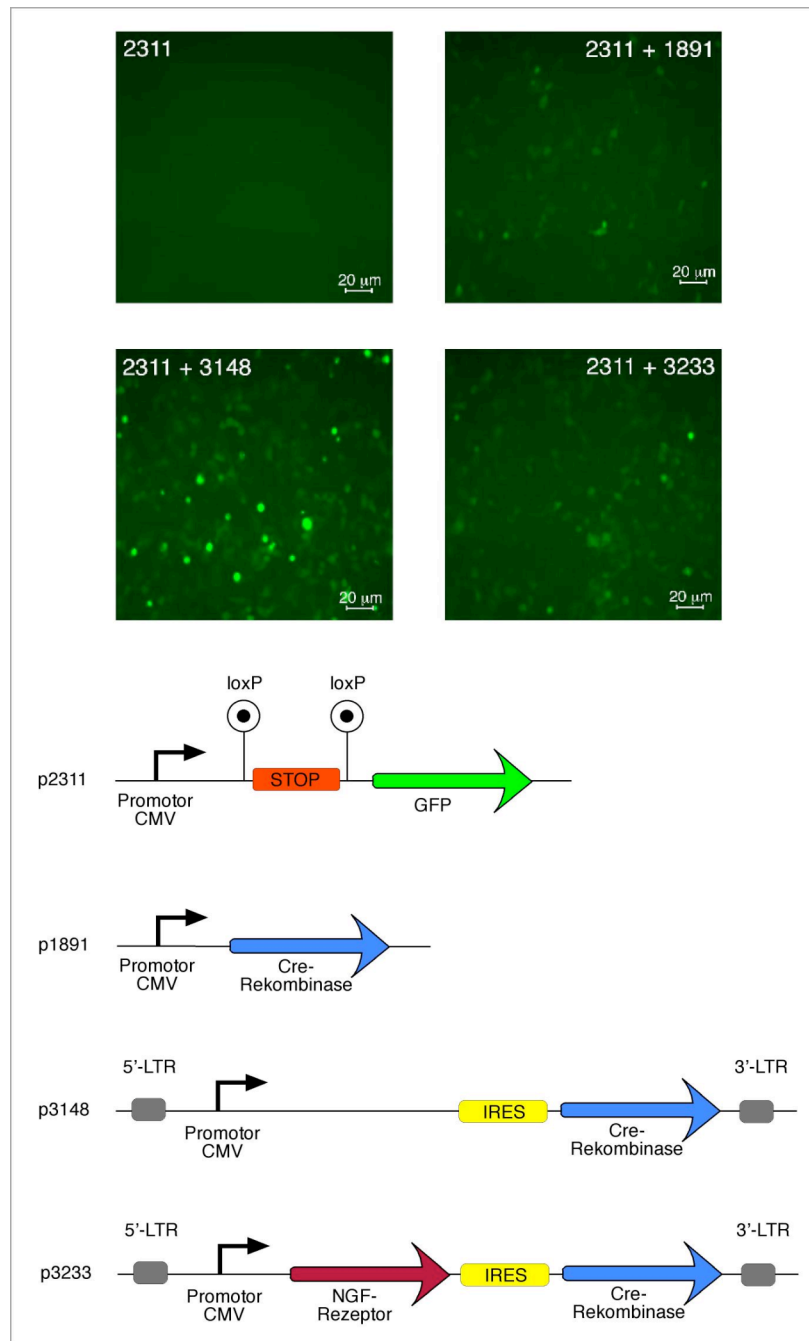 2311
20 µm
2311 + 1891
20 µm
2311 + 3148
20 µm
2311 + 3233
20 µm
loxP
loxP
p2311
STOP
Promotor
CMV
GFP
p1891
Promotor
CMV
Cre-
Rekombinase
5'-LTR
3'-LTR
p3148
IRES
Promotor
CMV
Cre-
Rekombinase
5'-LTR
3'-LTR
p3233
IRES
Promotor
CMV
NGF-
Rezeptor
Cre-
Rekombinase